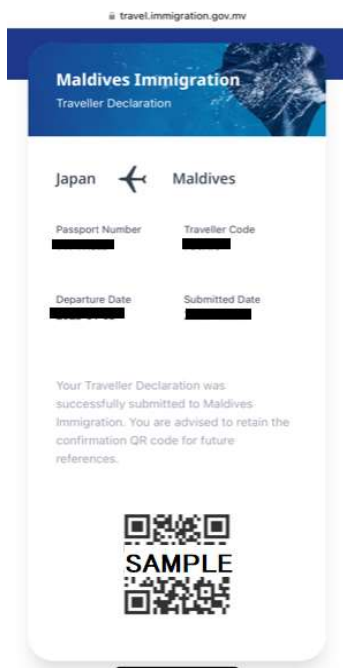 travel.immigration.gov.mv
Maldives Immigration
Traveller Declaration
Japan Maldives
Passport Number Traveller Code
Departure Date Submitted Date
Your Traveller Declaration was
successfully submitted to Maldives
Immigration. You are advised to retain the
confirmation QR code for future
references.
SAMPLE